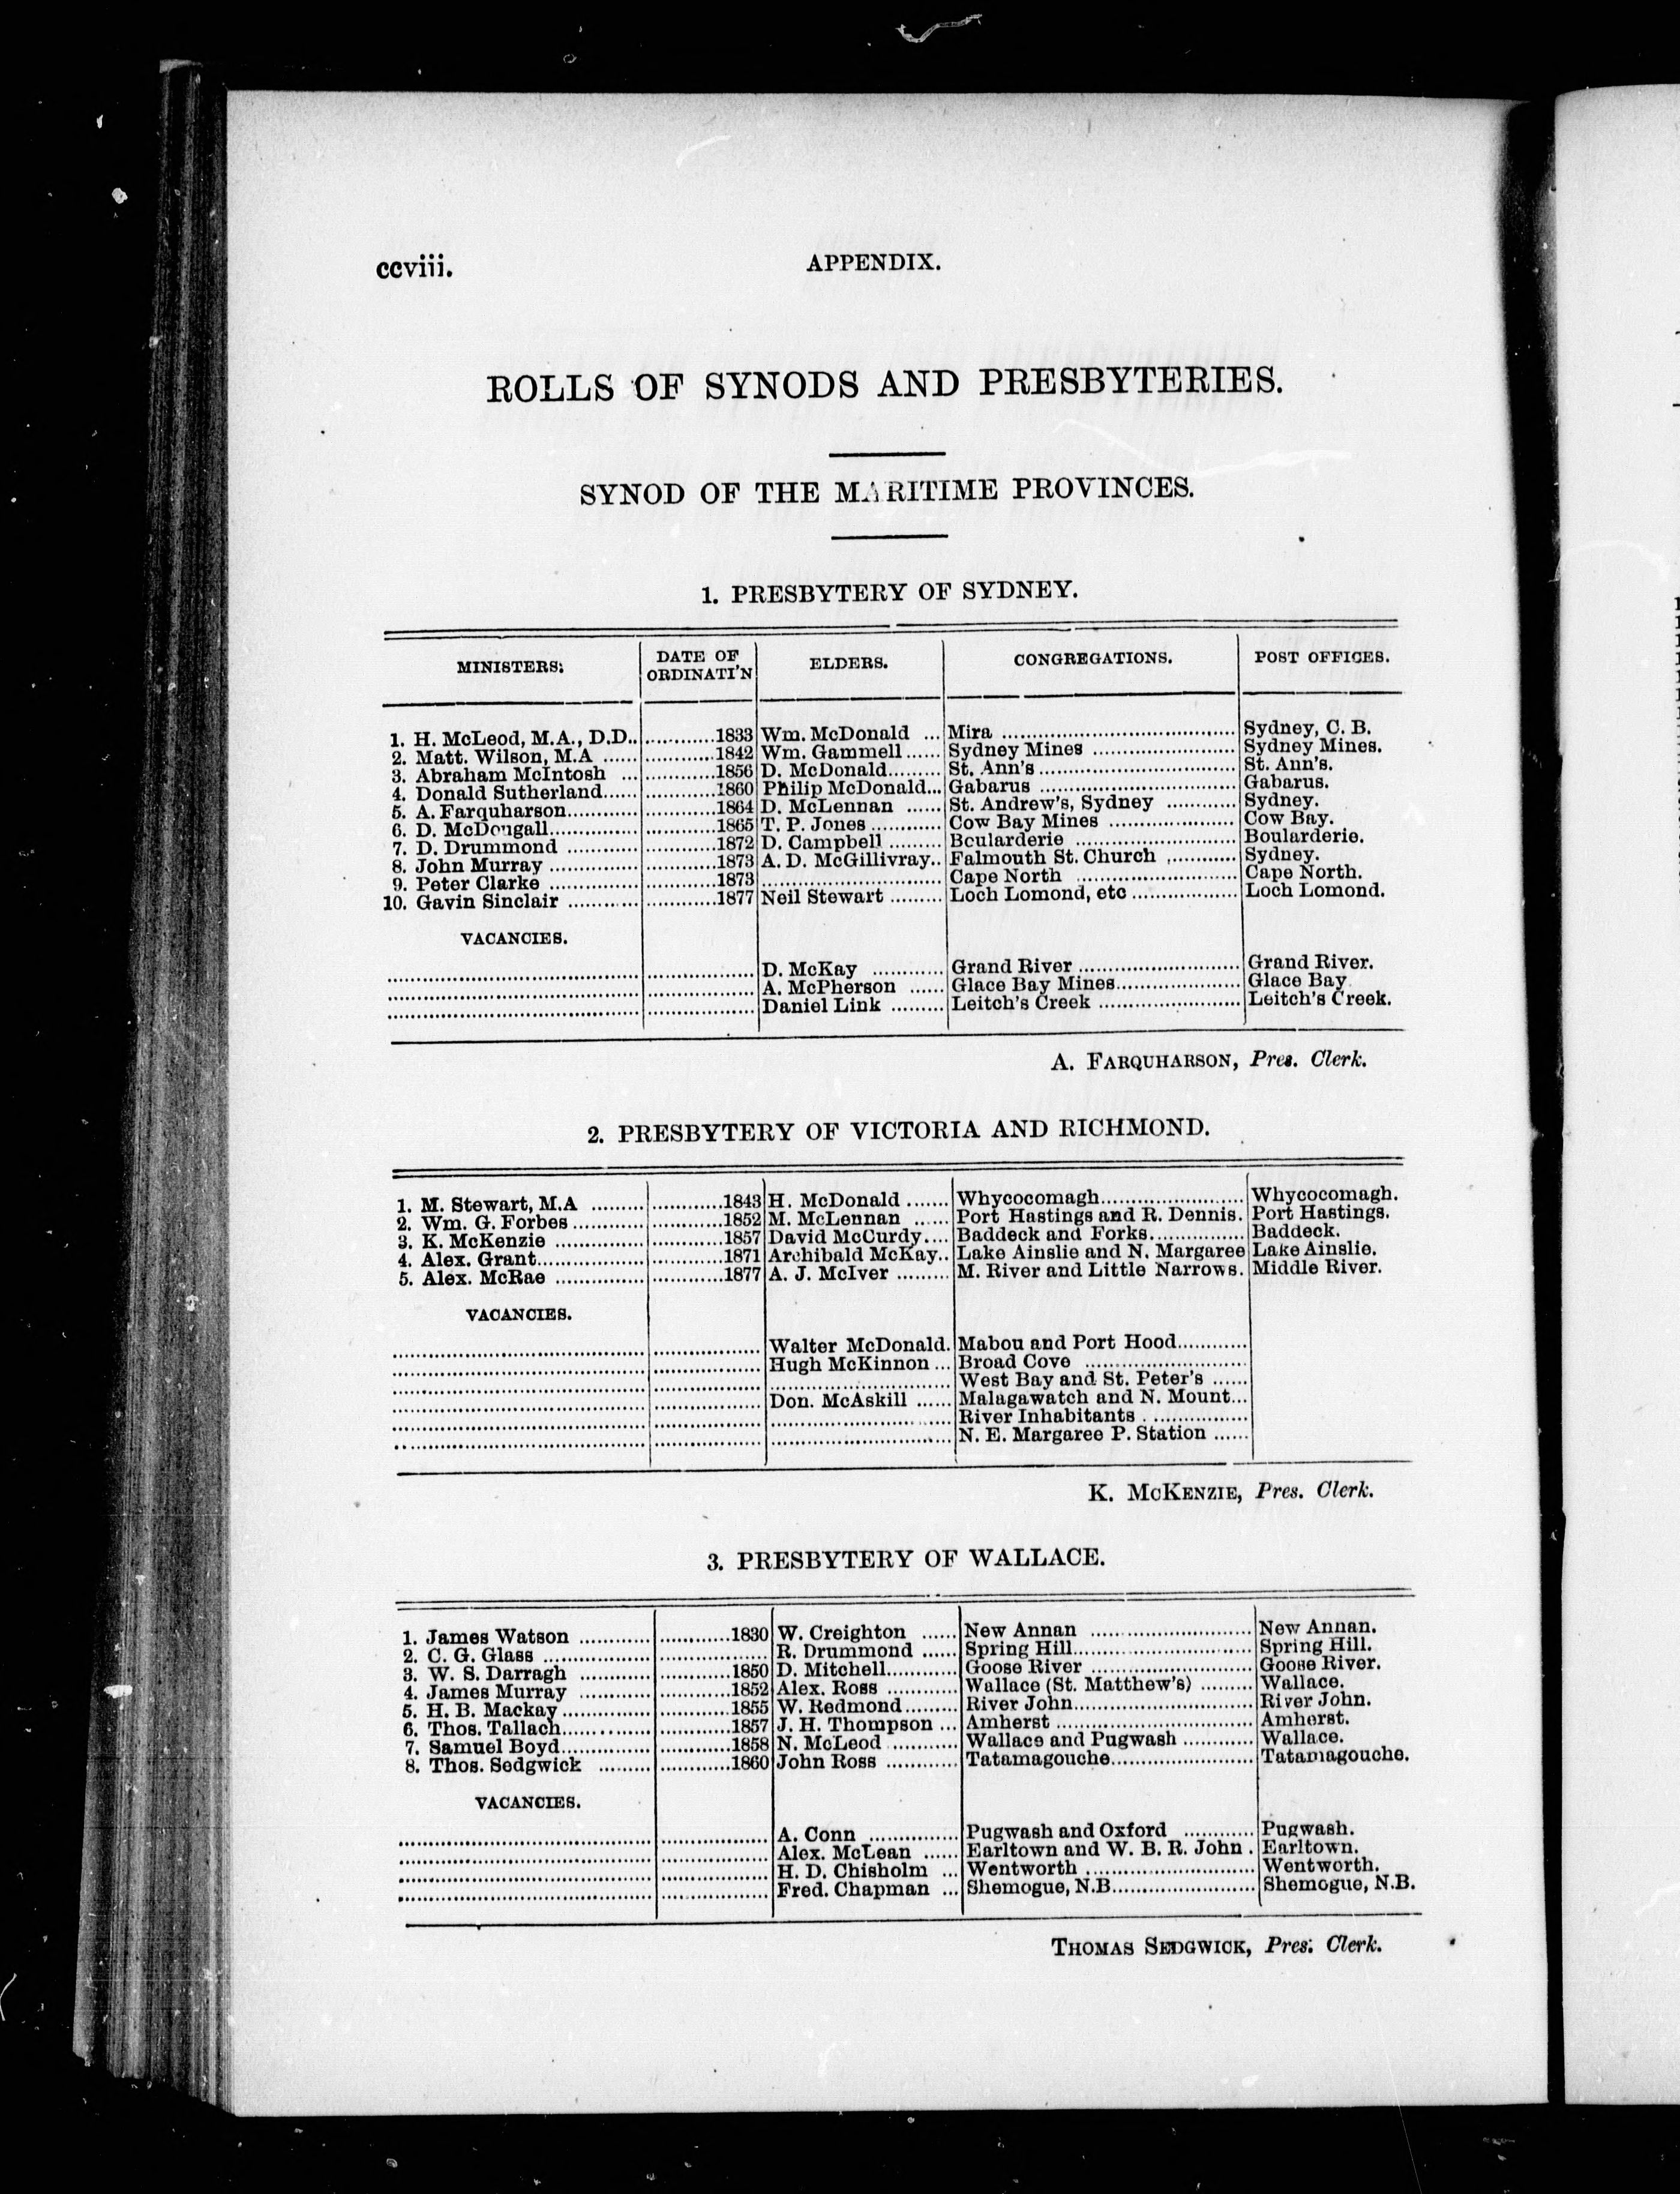 ccviii. APPENDIX.
ROLLS OF SYNODS AND PRESBYTERIES.
SYNOD OF THE MARITIME PROVINCES.
1. PRESBYTERY OF SYDNEY.
MINISTERS. DATE OF ORDINATI'N ELDERS. CONGREGATIONS. POST OFFICES.
1. H. McLeod, M.A., D.D.. ............1833 Wm. McDonald ... Mira .................................... Sydney, C. B.
2. Matt. Wilson, M.A ...... ............1842 Wm. Gammell ...... Sydney Mines ...................... Sydney Mines.
3. Abraham McIntosh ... ............1856 D. McDonald......... St. Ann's .............................. St. Ann's.
4. Donald Sutherland...... ............1860 Philip McDonald... Gabarus .............................. Gabarus.
5. A. Farquharson............ ............1864 D. McLennan ...... St. Andrew's, Sydney ............ Sydney.
6. D. McDougall............... ............1865 T. P. Jones ............ Cow Bay Mines .................... Cow Bay.
7. D. Drummond ............ ............1872 D. Campbell ......... Boularderie ......................... Boularderie.
8. John Murray ............... ............1873 A. D. McGillivray.. Falmouth St. Church ............ Sydney.
9. Peter Clarke ............... ............1873 .............................. Cape North ......................... Cape North.
10. Gavin Sinclair ............ ............1877 Neil Stewart ......... Loch Lomond, etc .................. Loch Lomond.
VACANCIES.
.......................................... ................... D. McKay ............ Grand River ........................... Grand River.
.......................................... ................... A. McPherson ...... Glace Bay Mines..................... Glace Bay
.......................................... ................... Daniel Link ......... Leitch's Creek ........................ Leitch's Creek.
A. FARQUHARSON, Pres. Clerk.
2. PRESBYTERY OF VICTORIA AND RICHMOND.
1. M. Stewart, M.A ......... ............1843 H. McDonald ....... Whycocomagh........................ Whycocomagh.
2. Wm. G. Forbes ............ ............1852 M. McLennan ...... Port Hastings and R. Dennis. Port Hastings.
3. K. McKenzie ............... ............1857 David McCurdy.... Baddeck and Forks................ Baddeck.
4. Alex. Grant.................. ............1871 Archibald McKay.. Lake Ainslie and N. Margaree Lake Ainslie.
5. Alex. McRae ............... ............1877 A. J. McIver ......... M. River and Little Narrows. Middle River.
VACANCIES.
.......................................... ................... Walter McDonald. Mabou and Port Hood............
.......................................... ................... Hugh McKinnon ... Broad Cove ...........................
.......................................... ................... .............................. West Bay and St. Peter's ......
.......................................... ................... Don. McAskill ...... Malagawatch and N. Mount...
.......................................... ................... .............................. River Inhabitants . ................
.......................................... ................... .............................. N. E. Margaree P. Station ......
K. MCKENZIE, Pres. Clerk.
3. PRESBYTERY OF WALLACE.
1. James Watson ............ ............1830 W. Creighton ...... New Annan ........................... New Annan.
2. C. G. Glass .................. ................... R. Drummond ...... Spring Hill.............................. Spring Hill.
3. W. S. Darragh ............ ............1850 D. Mitchell............ Goose River ........................... Goose River.
4. James Murray ............ ............1852 Alex. Ross ............ Wallace (St. Matthew's) ......... Wallace.
5. H. B. Mackay............... ............1855 W. Redmond......... River John.............................. River John.
6. Thos. Tallach............... ............1857 J. H. Thompson ... Amherst ................................. Amherst.
7. Samuel Boyd............... ............1858 N. McLeod ........... Wallace and Pugwash ............ Wallace.
8. Thos. Sedgwick ......... ............1860 John Ross ............ Tatamagouche........................ Tatamagouche.
VACANCIES.
.......................................... ................... A. Conn ............... Pugwash and Oxford ............ Pugwash.
.......................................... ................... Alex. McLean ...... Earltown and W. B. R. John . Earltown.
.......................................... ................... H. D. Chisholm ... Wentworth ............................ Wentworth.
.......................................... ................... Fred. Chapman ... Shemogue, N.B........................ Shemogue, N.B.
THOMAS SEDGWICK, Pres. Clerk.